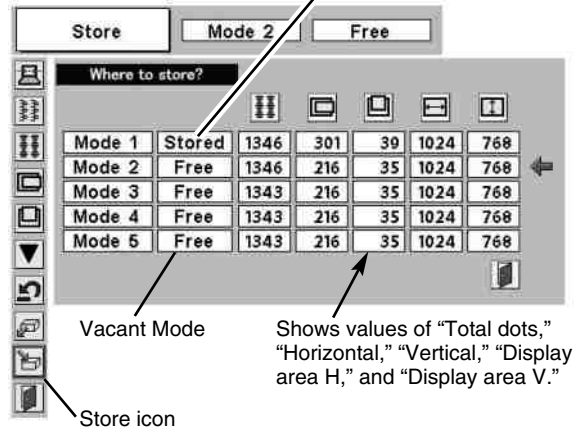 Store Mode 2 Free
Where to store?
Mode 1 Stored 1346 301 39 1024 768
Mode 2 Free 1346 216 35 1024 768
Mode 3 Free 1343 216 35 1024 768
Mode 4 Free 1343 216 35 1024 768
Mode 5 Free 1343 216 35 1024 768
Vacant Mode
Shows values of “Total dots,”
“Horizontal,” “Vertical,” “Display
area H,” and “Display area V.”
Store icon